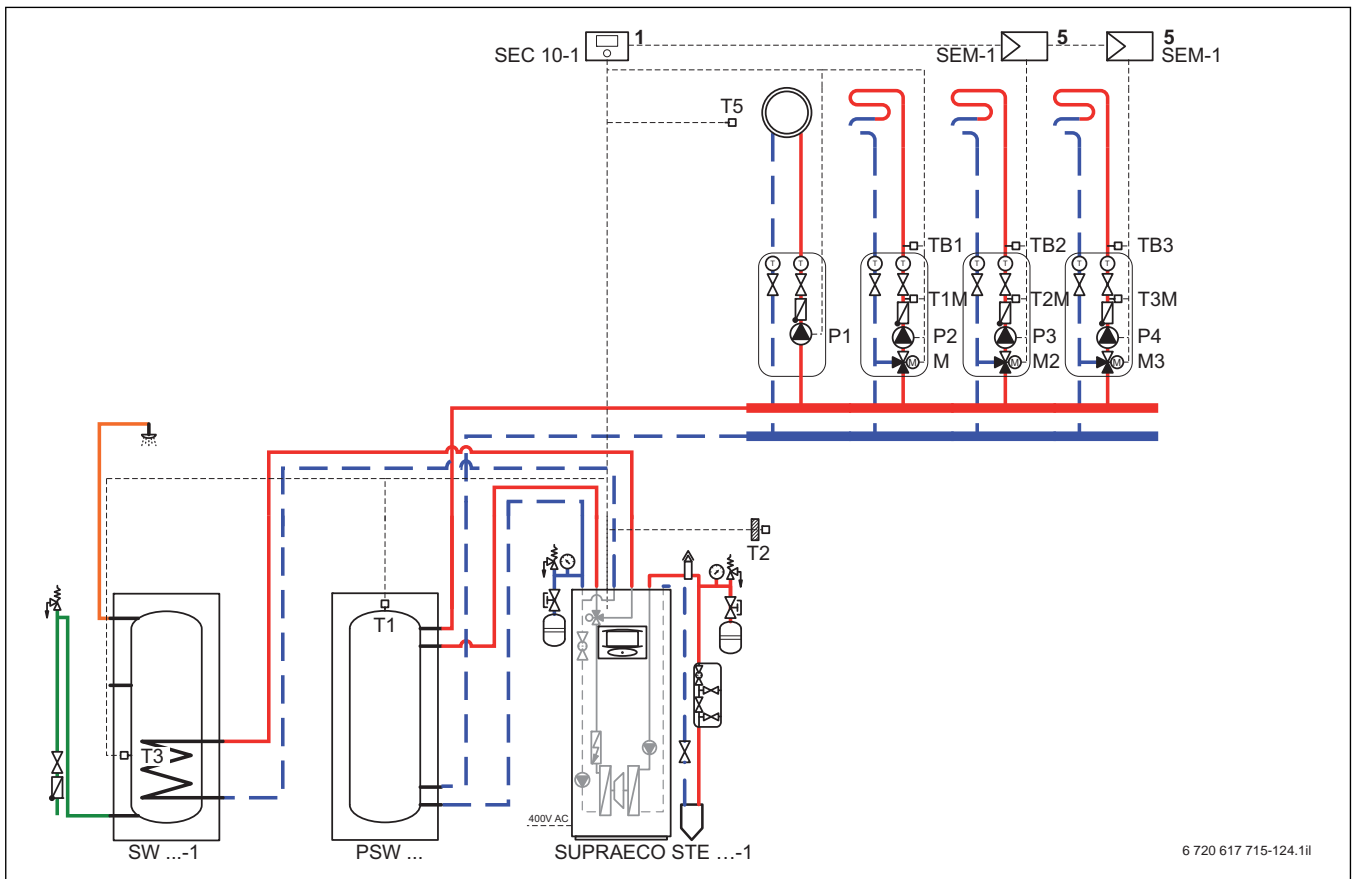 1
SEC 10-1
5
SEM-1
5
SEM-1
T5
TB1
TB2
TB3
T T T T T T T T
T1M
T2M
T3M
P1
P2
P3
P4
M M
M M2
M M3
T2
T1
T3
400V AC
SW ...-1
PSW ...
SUPRAECO STE ...-1
6 720 617 715-124.1il